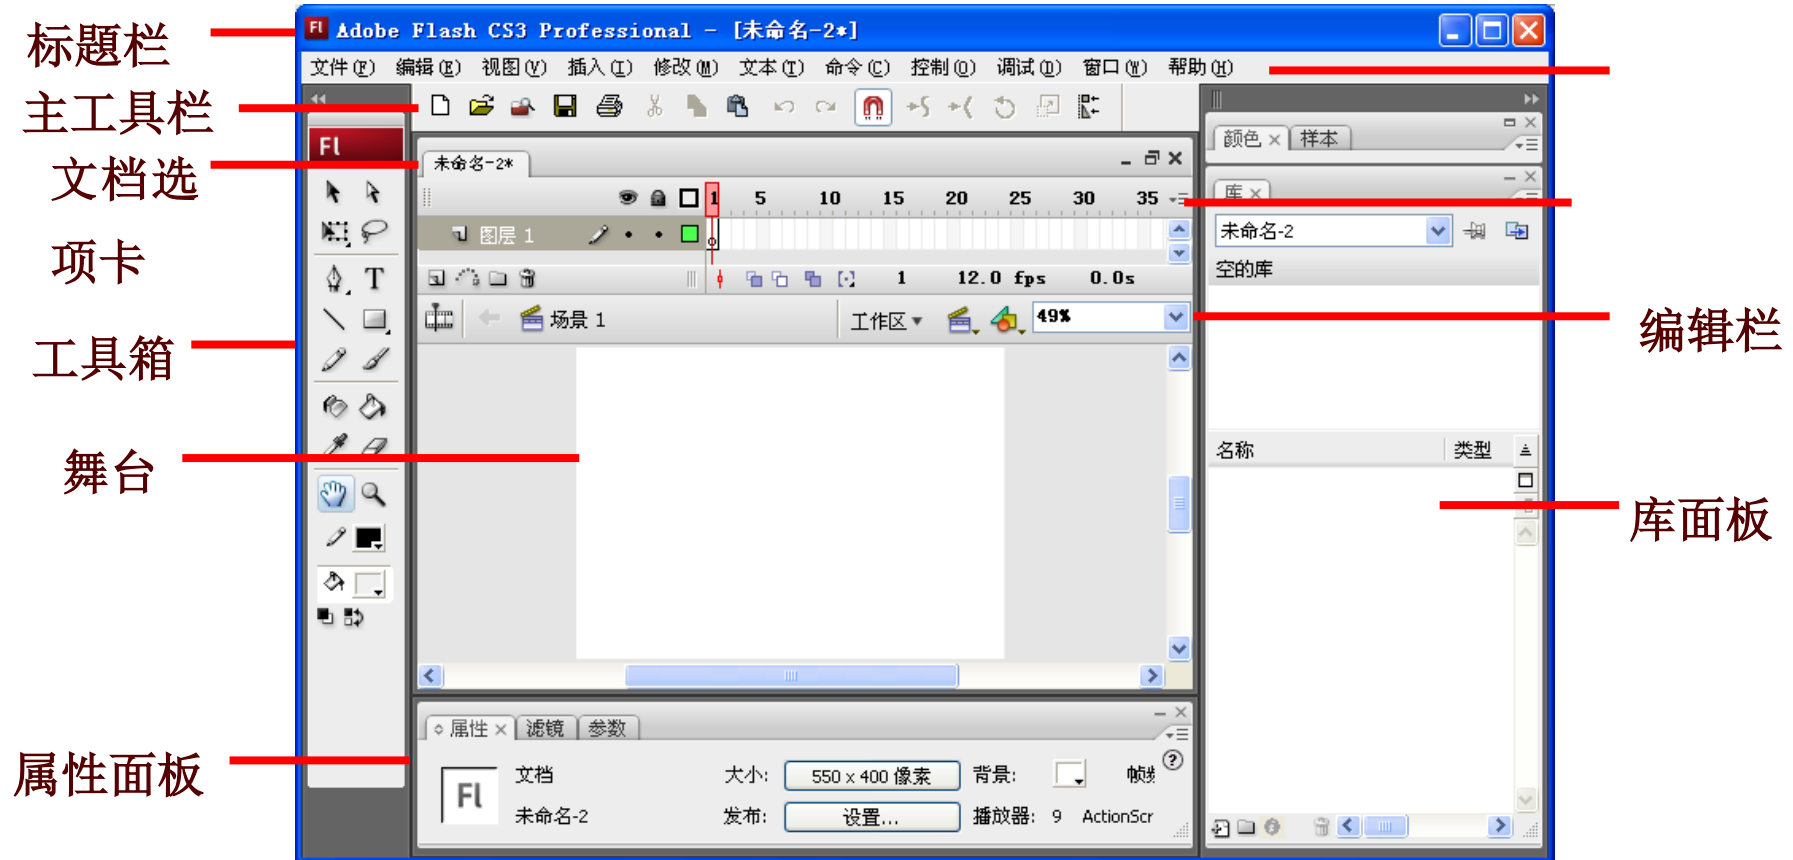 标题栏
主工具栏
文档选
项卡
工具箱
舞台
属性面板
Adobe Flash CS3 Professional - [未命名-2*]
文件(F) 编辑(E) 视图(V) 插入(I) 修改(M) 文本(T) 命令(C) 控制(O) 调试(D) 窗口(W) 帮助(H)
Fl
未命名-2*
1 5 10 15 20 25 30 35
图层 1
1 12.0 fps 0.0s
场景 1 工作区 49%
属性 滤镜 参数
Fl
文档 大小: 550 x 400 像素 背景:
未命名-2 发布: 设置... 播放器: 9 ActionScr
颜色 样本
库
未命名-2
空的库
名称 类型
编辑栏
库面板